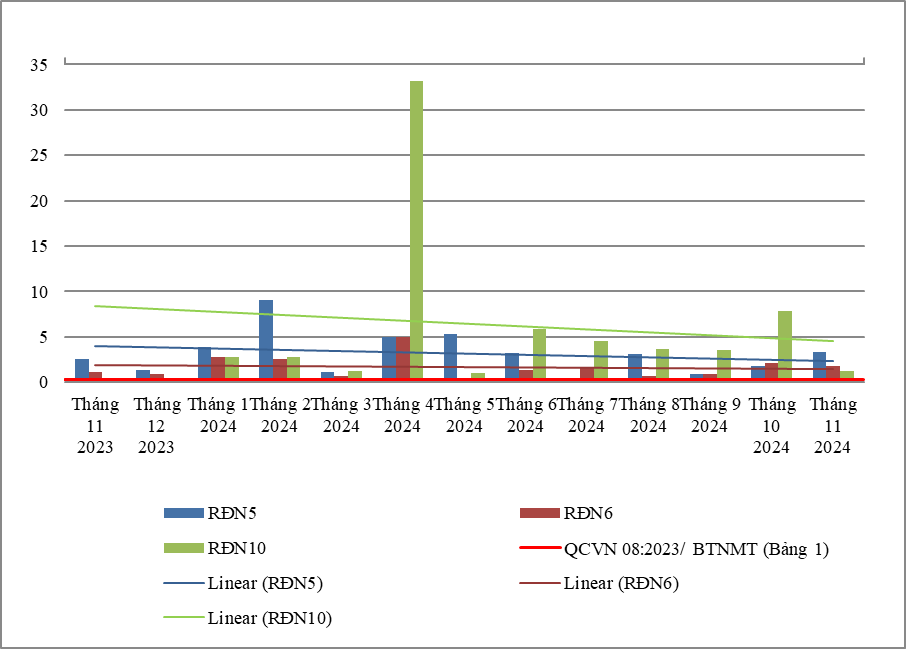 35
30
25
20
15
10
5
0
Tháng 11 2023
Tháng 12 2023
Tháng 1 2024
Tháng 2 2024
Tháng 3 2024
Tháng 4 2024
Tháng 5 2024
Tháng 6 2024
Tháng 7 2024
Tháng 8 2024
Tháng 9 2024
Tháng 10 2024
Tháng 11 2024
RĐN5
RĐN6
RĐN10
QCVN 08:2023/ BTNMT (Bảng 1)
Linear (RĐN5)
Linear (RĐN6)
Linear (RĐN10)